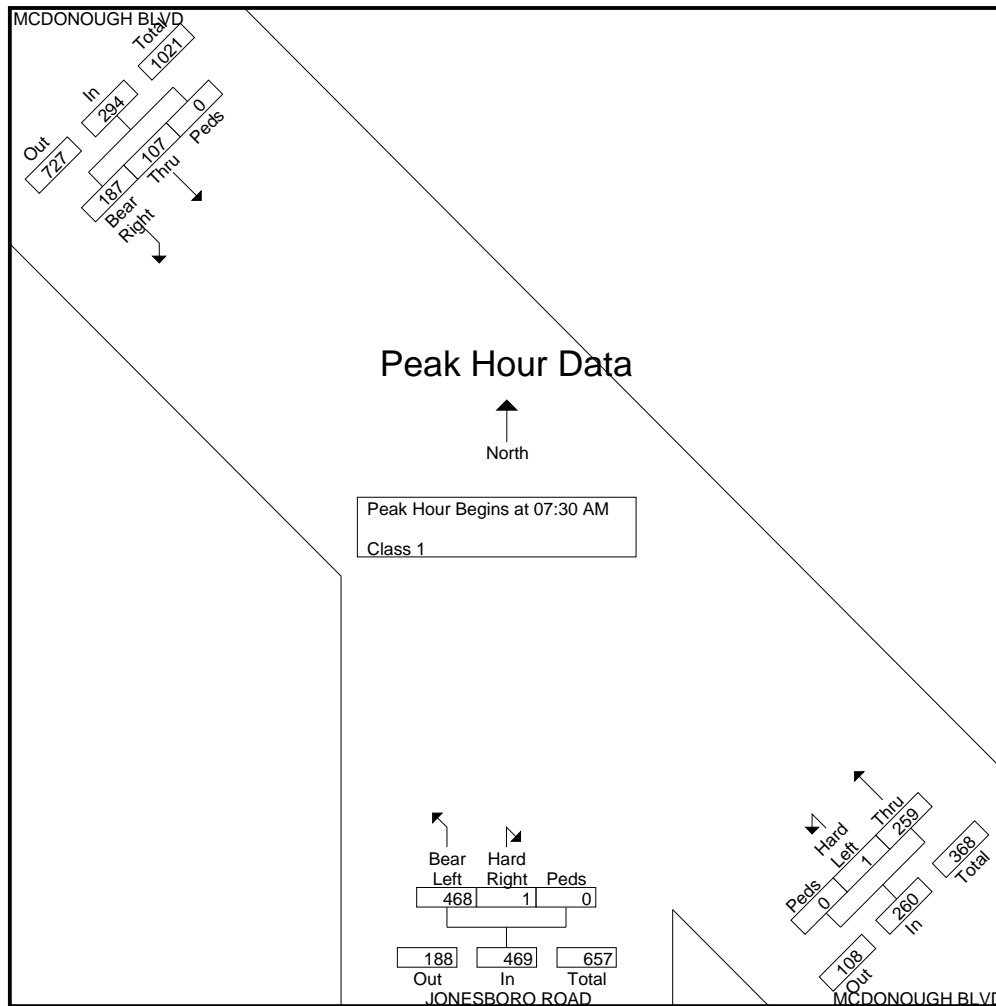 MCDONOUGH BLVD
Out
In
Total
727
294
1021
187
107
0
Bear
Right
Thru
Peds
Peak Hour Data
North
Peak Hour Begins at 07:30 AM
Class 1
Bear
Left
Hard
Right
Peds
468
1
0
188
469
657
Out
In
Total
JONESBORO ROAD
Peds
Hard
Left
Thru
0
1
259
108
260
368
Out
In
Total
MCDONOUGH BLVD